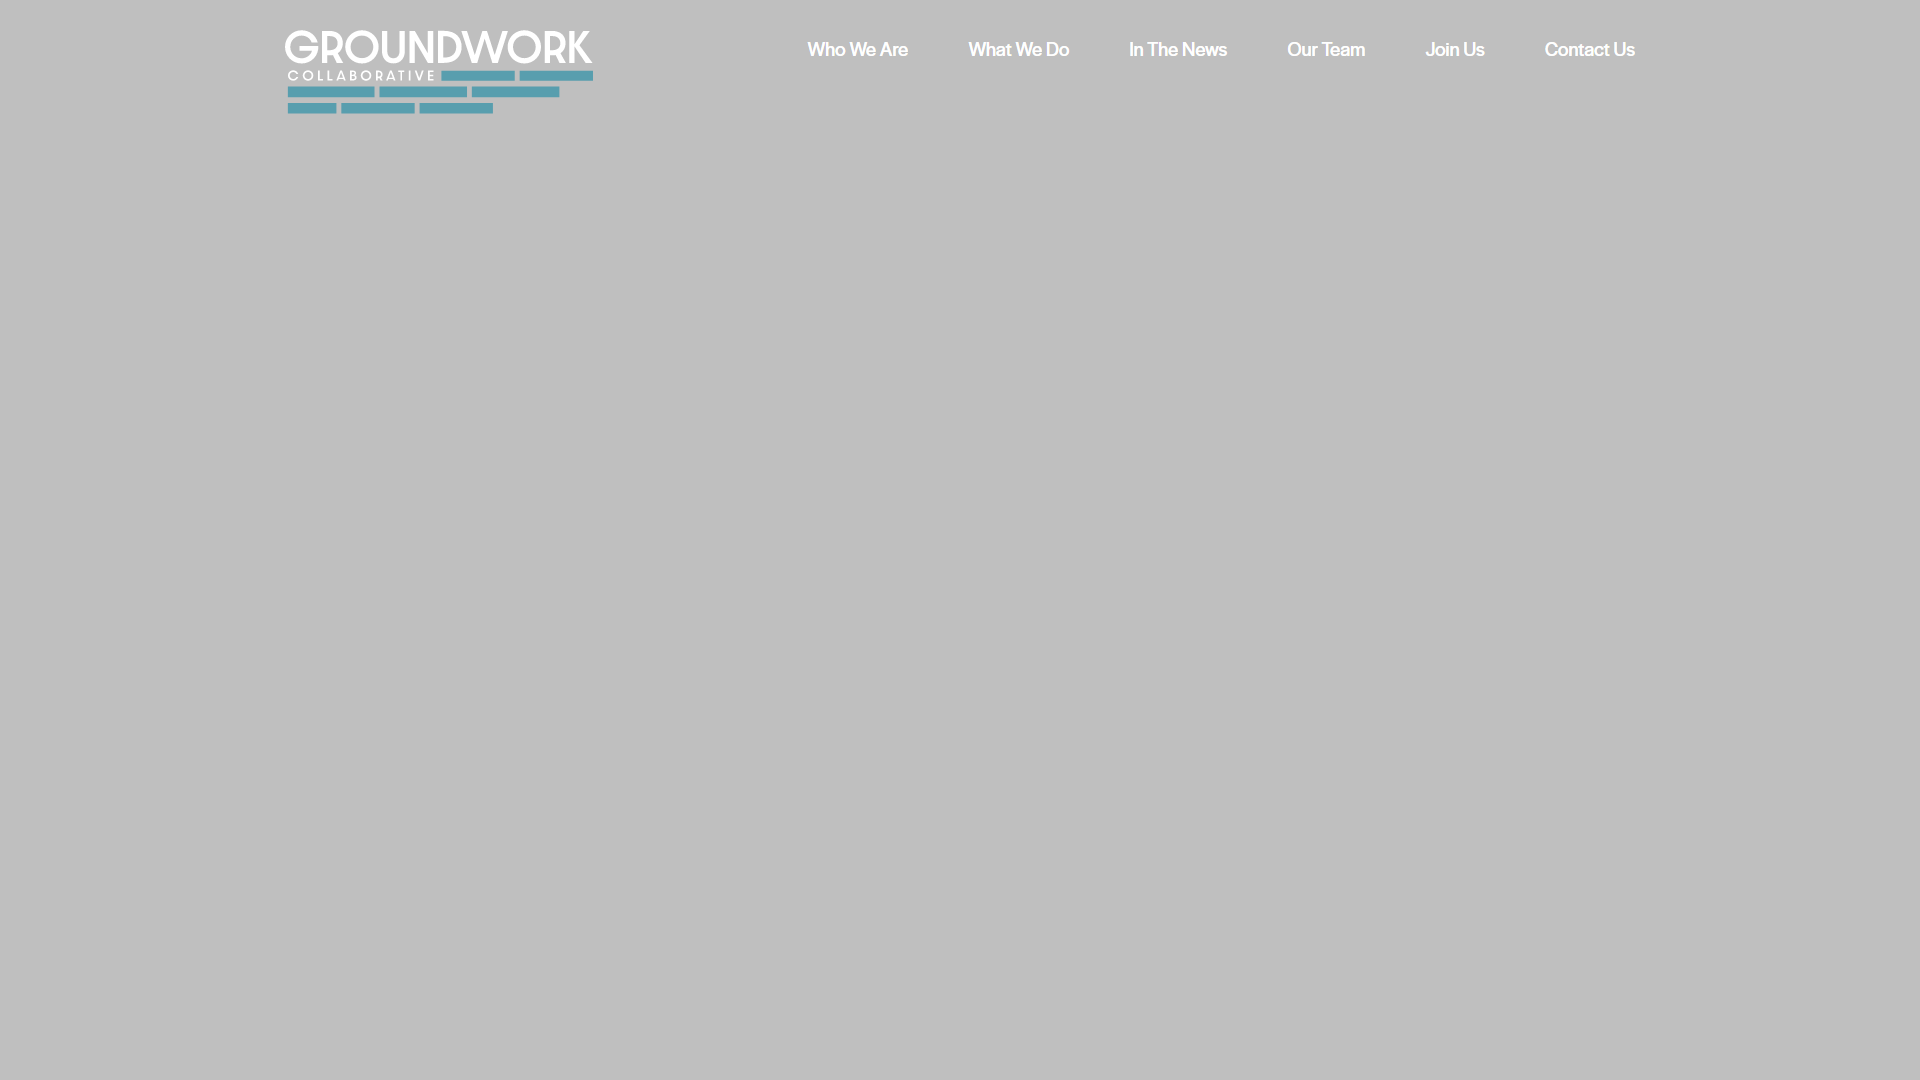 GROUNDWORK
COLLABORATIVE
Who We Are
What We Do
In The News
Our Team
Join Us
Contact Us